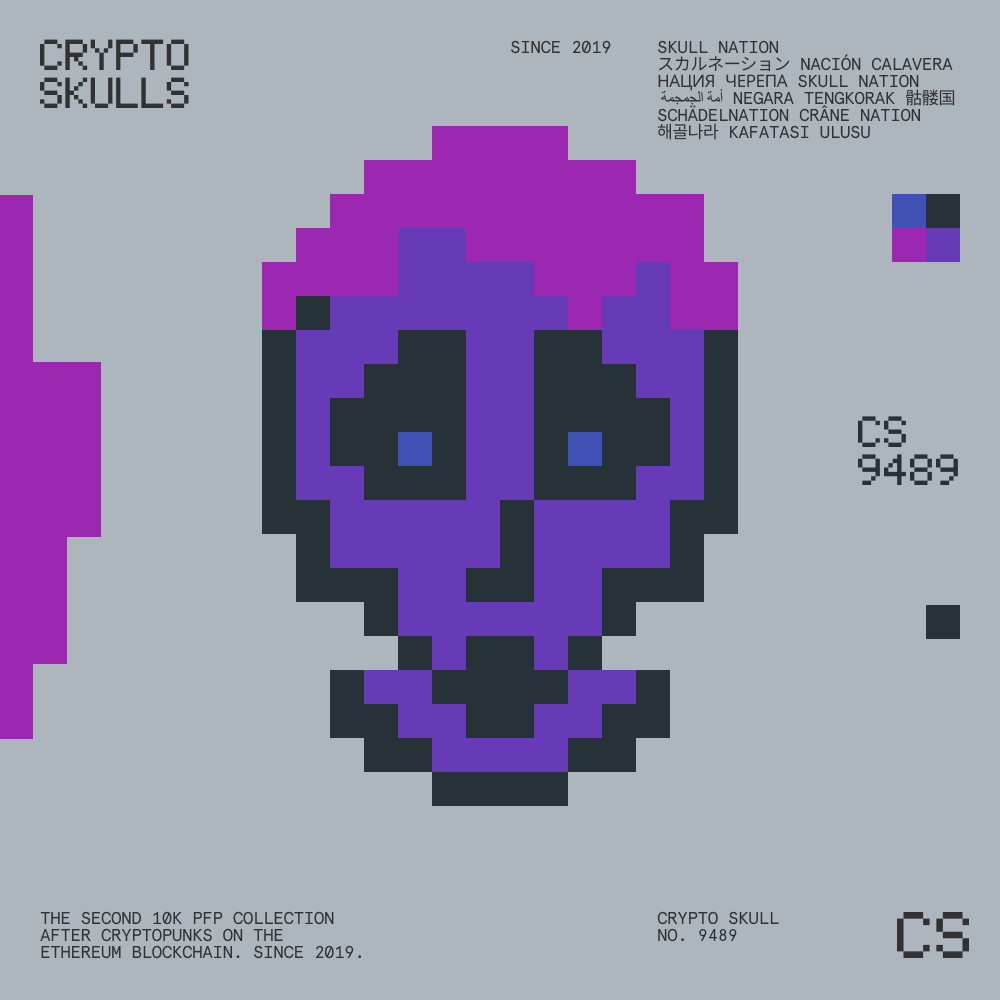 CRYPTO
SKULLS
SINCE 2019
SKULL NATION
スカルネーション NACIÓN CALAVERA
НАЦИЯ ЧЕРЕПА SKULL NATION
أمة الجمجمة NEGARA TENGKORAK 骷髅国
SCHÄDELNATION CRÂNE NATION
해골나라 KAFATASI ULUSU
CS
9489
THE SECOND 10K PFP COLLECTION
AFTER CRYPTOPUNKS ON THE
ETHEREUM BLOCKCHAIN. SINCE 2019.
CRYPTO SKULL
NO. 9489
CS